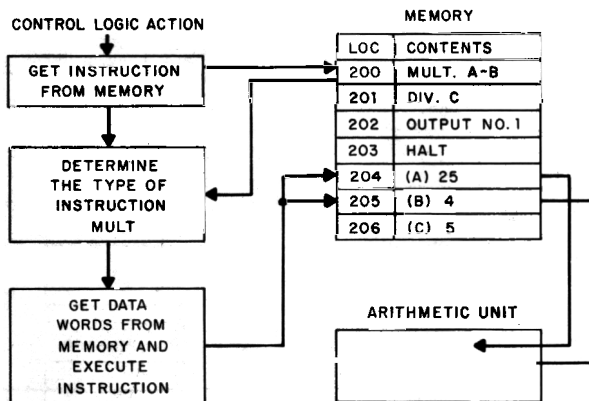 CONTROL LOGIC ACTION
GET INSTRUCTION
FROM MEMORY
DETERMINE
THE TYPE OF
INSTRUCTION
MULT
GET DATA
WORDS FROM
MEMORY AND
EXECUTE
INSTRUCTION
MEMORY
LOC CONTENTS
200 MULT. A-B
201 DIV. C
202 OUTPUT NO. 1
203 HALT
204 (A) 25
205 (B) 4
206 (C) 5
ARITHMETIC UNIT